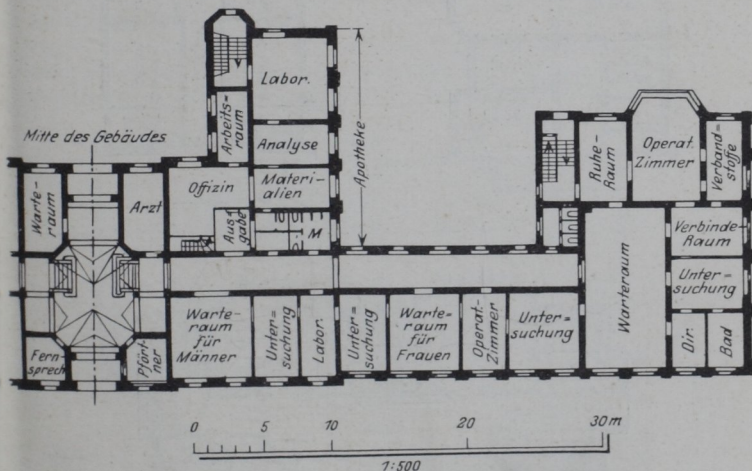 Labor.
Arbeits=
raum
Analyse
Mitte des Gebäudes
Apotheke
Ruhe-
Raum
Operat.
Zimmer
Verband=
stoffe
Warte-
raum
Arzt
Offizin
Materi-
alien
Aus-
gabe
M
Verbinde-
Raum
Unter=
suchung
Warteraum
Warte-
raum
für
Männer
Unter=
suchung
Labor.
Unter=
suchung
Warte=
raum
für
Frauen
Operat-
Zimmer
Unter=
suchung
Dir.
Bad
Fern-
sprech
Pfört=
ner
0 5 10 20 30 m
1:500